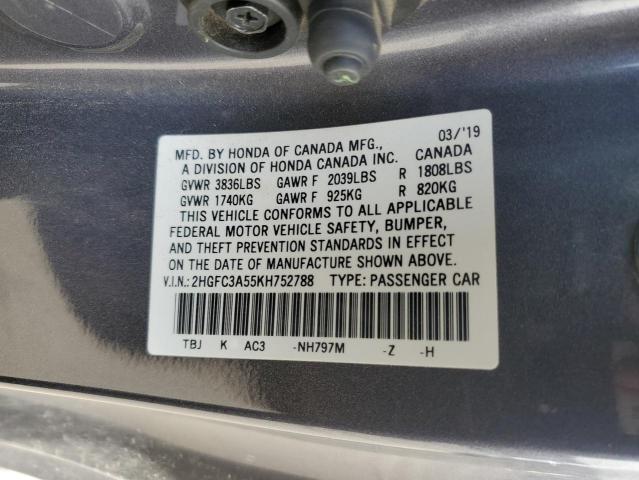 MFD. BY HONDA OF CANADA MFG., 03/'19
A DIVISION OF HONDA CANADA INC. CANADA
GVWR 3836LBS GAWR F 2039LBS R 1808LBS
GVWR 1740KG GAWR F 925KG R 820KG
THIS VEHICLE CONFORMS TO ALL APPLICABLE
FEDERAL MOTOR VEHICLE SAFETY, BUMPER,
AND THEFT PREVENTION STANDARDS IN EFFECT
ON THE DATE OF MANUFACTURE SHOWN ABOVE.
V.I.N.: 2HGFC3A55KH752788 TYPE: PASSENGER CAR
TBJ K AC3 -NH797M -Z -H